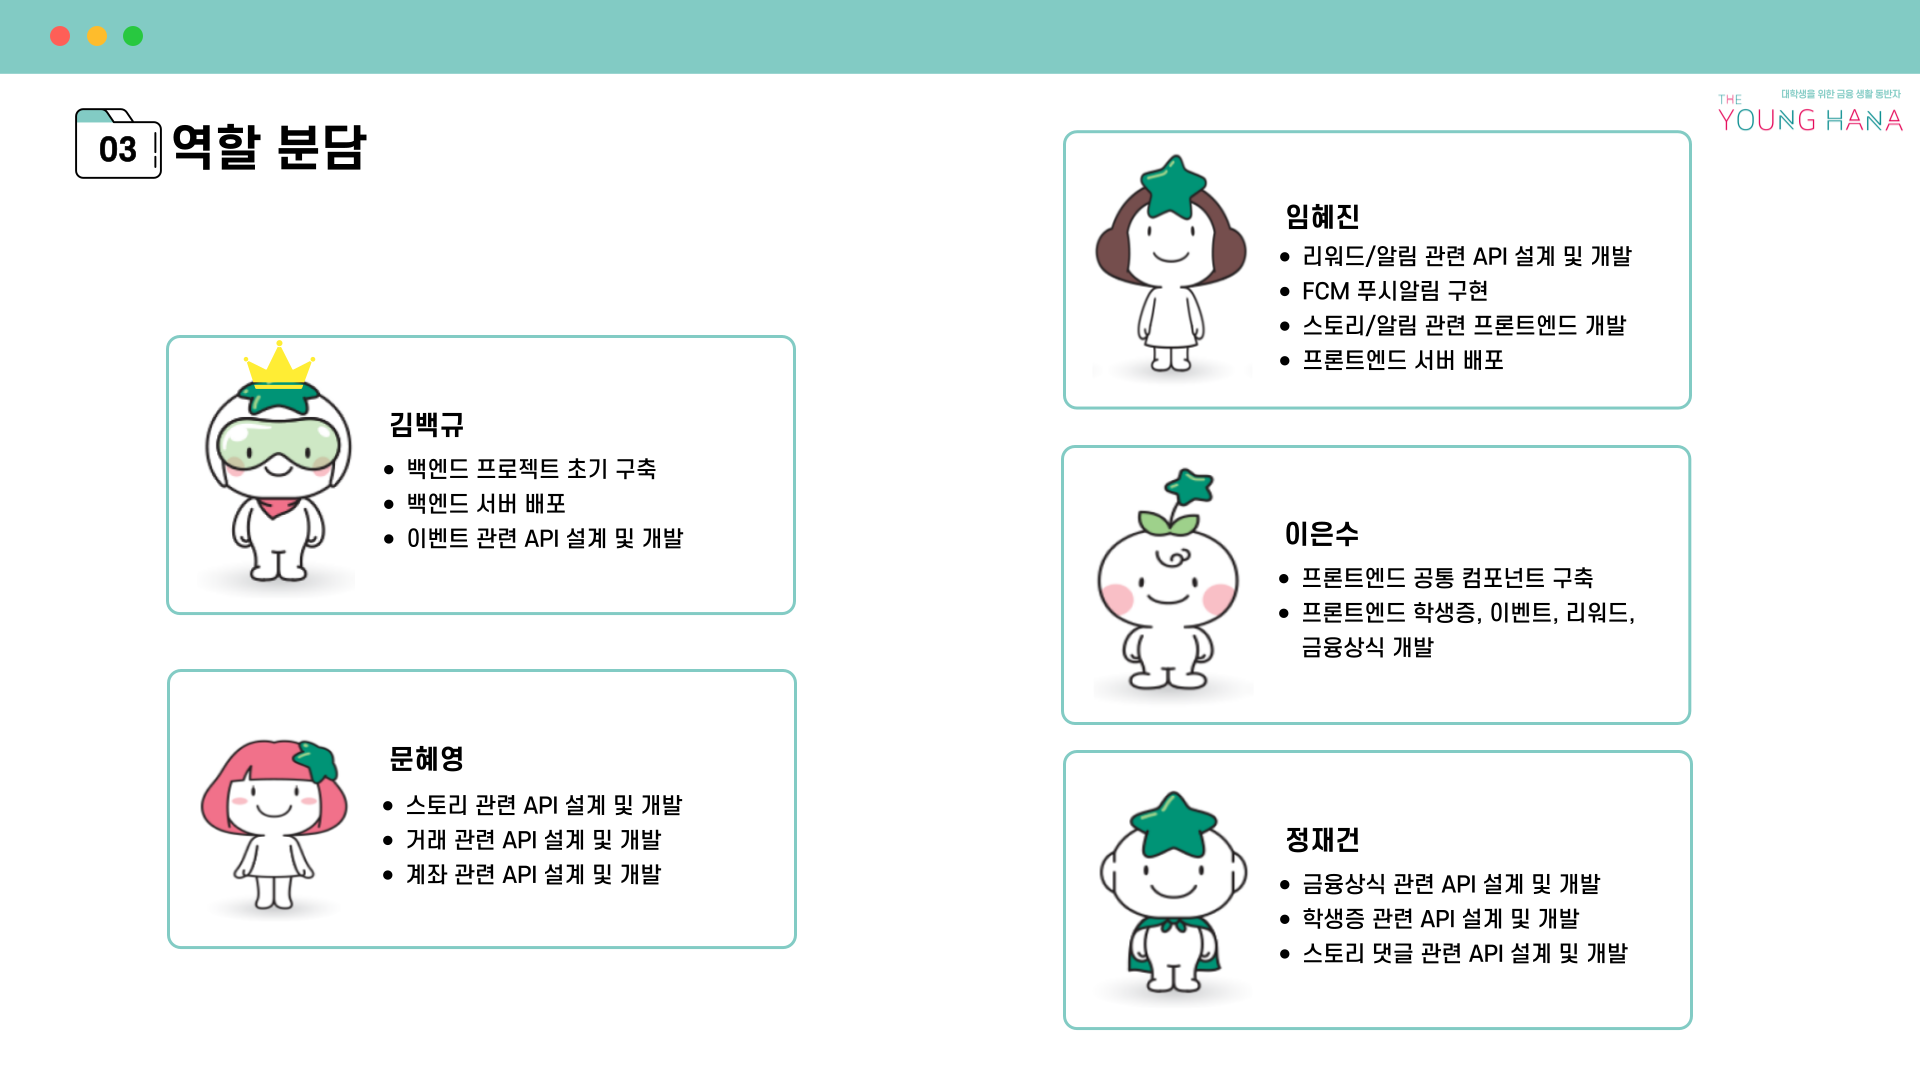 03 역할 분담
대학생을 위한 금융 생활 동반자
THE
YOUNG HANA
김백규
백엔드 프로젝트 초기 구축
백엔드 서버 배포
이벤트 관련 API 설계 및 개발
문혜영
스토리 관련 API 설계 및 개발
거래 관련 API 설계 및 개발
계좌 관련 API 설계 및 개발
임혜진
리워드/알림 관련 API 설계 및 개발
FCM 푸시알림 구현
스토리/알림 관련 프론트엔드 개발
프론트엔드 서버 배포
이은수
프론트엔드 공통 컴포넌트 구축
프론트엔드 학생증, 이벤트, 리워드,
금융상식 개발
정재건
금융상식 관련 API 설계 및 개발
학생증 관련 API 설계 및 개발
스토리 댓글 관련 API 설계 및 개발